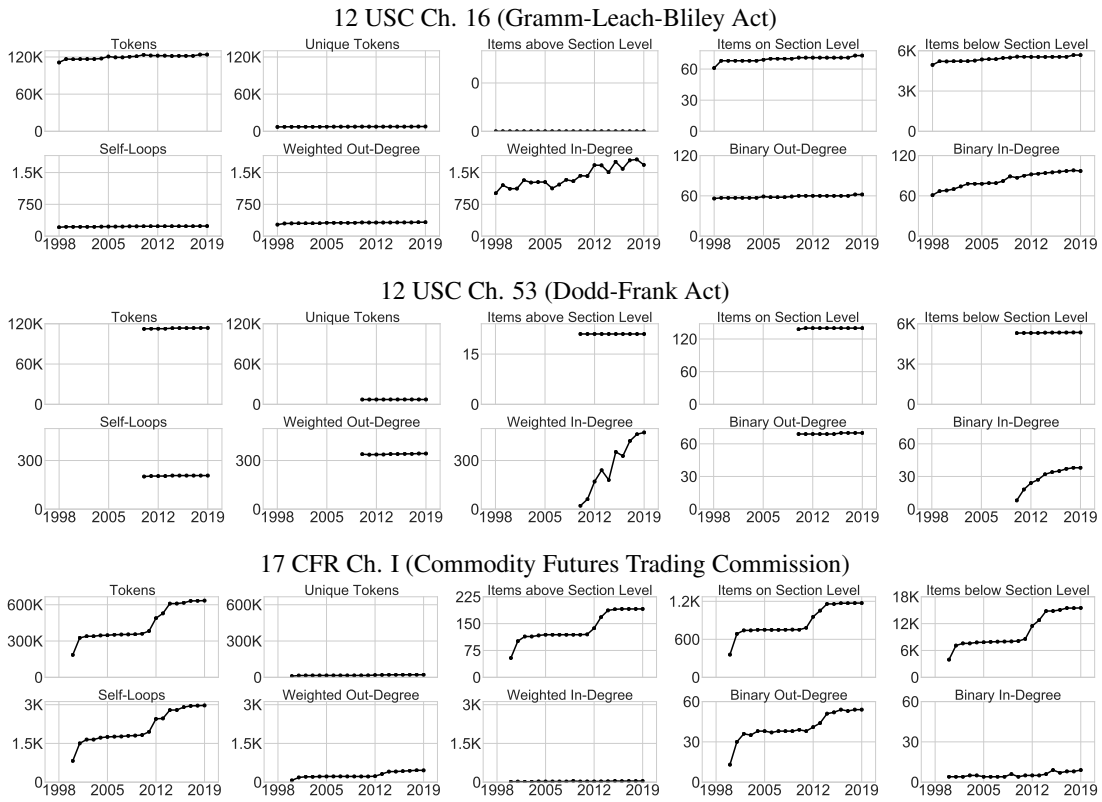 12 USC Ch. 16 (Gramm-Leach-Bliley Act)
Tokens Unique Tokens Items above Section Level Items on Section Level Items below Section Level
120K 120K 6K
60K 60K 0 60 3K
30
0 0 0 0
Self-Loops Weighted Out-Degree Weighted In-Degree Binary Out-Degree Binary In-Degree
120 120
1.5K 1.5K 1.5K
750 750 750 60 60
0 0 0 0 0
1998 2005 2012 2019 1998 2005 2012 2019 1998 2005 2012 2019 1998 2005 2012 2019 1998 2005 2012 2019
12 USC Ch. 53 (Dodd-Frank Act)
Tokens Unique Tokens Items above Section Level Items on Section Level Items below Section Level
120K 120K 6K
120
60K 60K 15 60 3K
0 0 0 0 0
Self-Loops Weighted Out-Degree Weighted In-Degree Binary Out-Degree Binary In-Degree
60 60
300 300 300
30 30
0 0 0 0 0
1998 2005 2012 2019 1998 2005 2012 2019 1998 2005 2012 2019 1998 2005 2012 2019 1998 2005 2012 2019
17 CFR Ch. I (Commodity Futures Trading Commission)
Tokens Unique Tokens Items above Section Level Items on Section Level Items below Section Level
225 18K
600K 600K 1.2K
150 12K
300K 300K 600
75 6K
0 0 0 0 0
Self-Loops Weighted Out-Degree Weighted In-Degree Binary Out-Degree Binary In-Degree
3K 3K 3K 60 60
1.5K 1.5K 1.5K 30 30
0 0 0 0 0
1998 2005 2012 2019 1998 2005 2012 2019 1998 2005 2012 2019 1998 2005 2012 2019 1998 2005 2012 2019